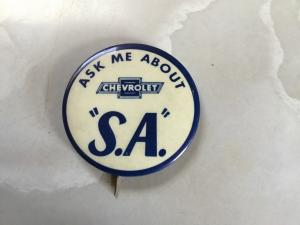 ASK ME ABOUT
CHEVROLET
"S.A."